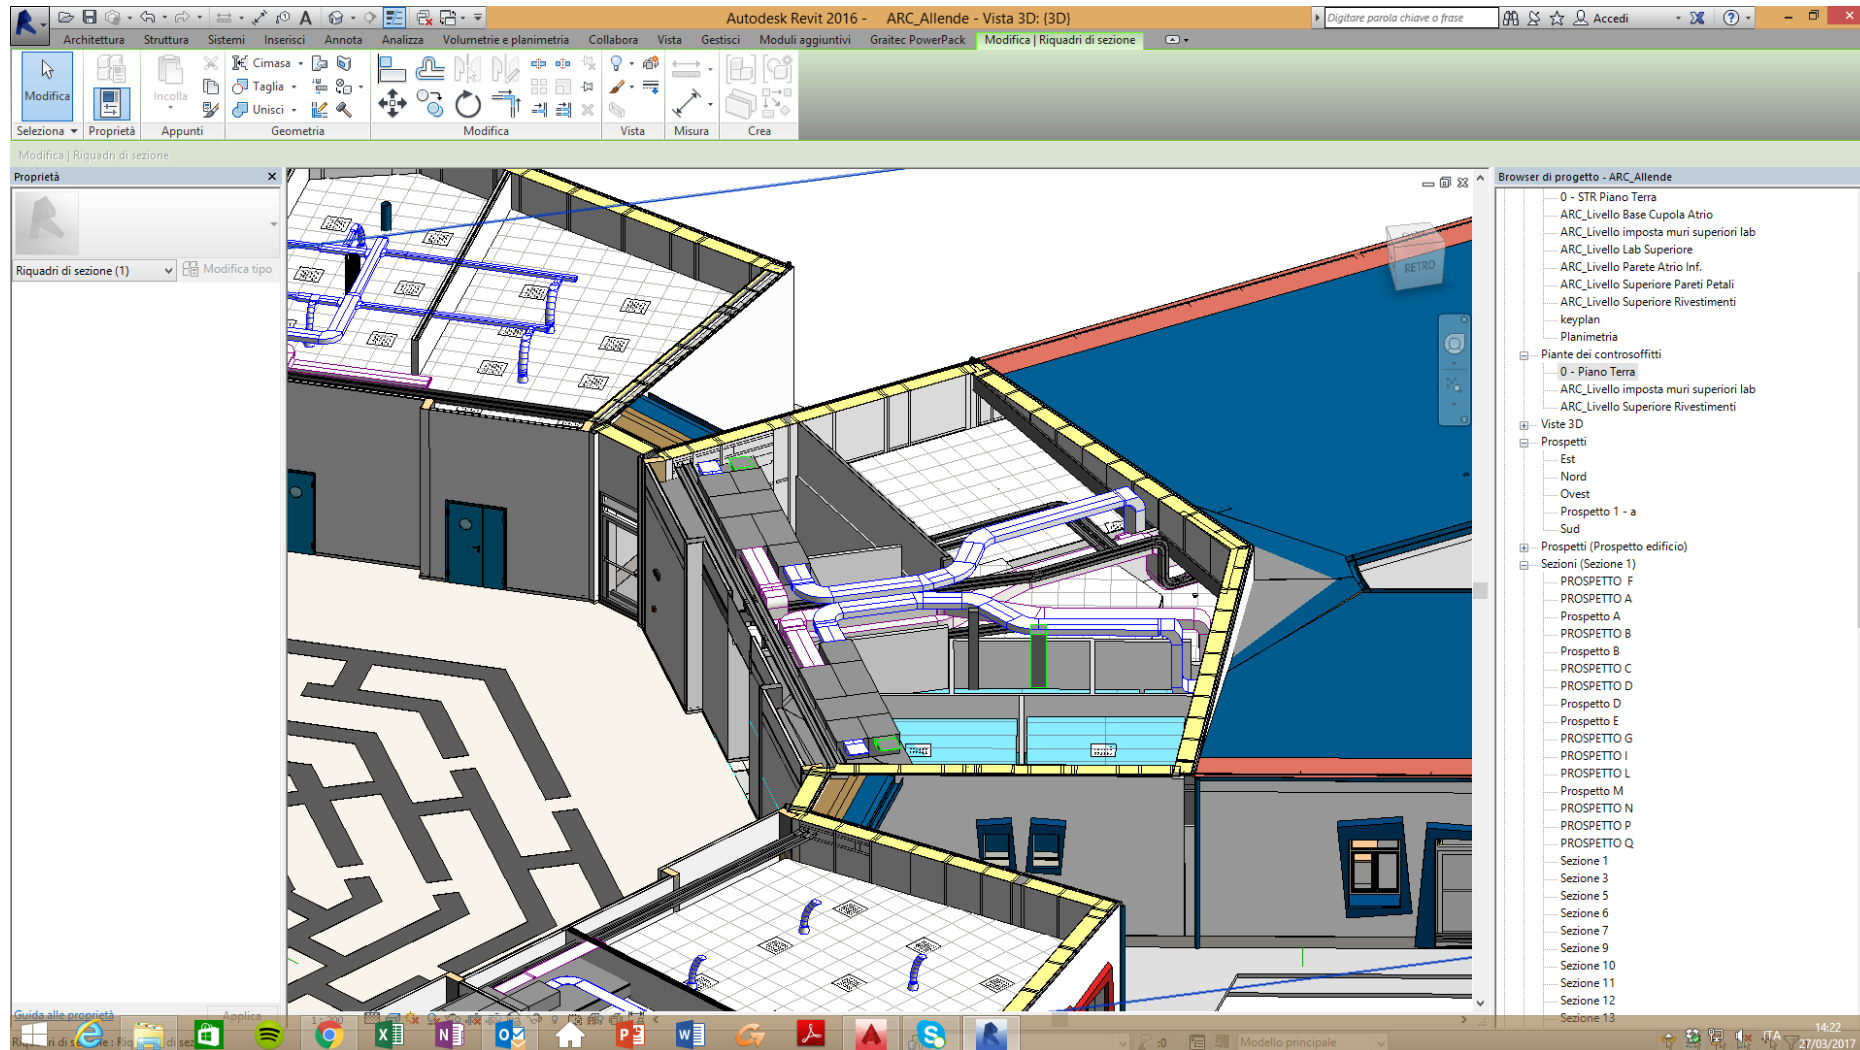 Autodesk Revit 2016 - ARC_Allende - Vista 3D: {3D}
Digitare parola chiave o frase
Accedi
Architettura Struttura Sistemi Inserisci Annota Analizza Volumetrie e planimetria Collabora Vista Gestisci Moduli aggiuntivi Graitec PowerPack Modifica | Riquadri di sezione
Modifica
Incolla
Cimasa
Taglia
Unisci
Seleziona Proprietà Appunti Geometria Modifica Vista Misura Crea
Modifica | Riquadri di sezione
Proprietà
Riquadri di sezione (1)
Modifica tipo
Guida alle proprietà
Applica
RETRO
1 : 200
Browser di progetto - ARC_Allende
0 - STR Piano Terra
ARC_Livello Base Cupola Atrio
ARC_Livello imposta muri superiori lab
ARC_Livello Lab Superiore
ARC_Livello Parete Atrio Inf.
ARC_Livello Superiore Pareti Petali
ARC_Livello Superiore Rivestimenti
keyplan
Planimetria
Piante dei controsoffitti
0 - Piano Terra
ARC_Livello imposta muri superiori lab
ARC_Livello Superiore Rivestimenti
Viste 3D
Prospetti
Est
Nord
Ovest
Prospetto 1 - a
Sud
Prospetti (Prospetto edificio)
Sezioni (Sezione 1)
PROSPETTO F
PROSPETTO A
Prospetto A
PROSPETTO B
Prospetto B
PROSPETTO C
PROSPETTO D
Prospetto D
Prospetto E
PROSPETTO G
PROSPETTO I
PROSPETTO L
Prospetto M
PROSPETTO N
PROSPETTO P
PROSPETTO Q
Sezione 1
Sezione 3
Sezione 5
Sezione 6
Sezione 7
Sezione 9
Sezione 10
Sezione 11
Sezione 12
Sezione 13
:0
Modello principale
ITA
14:22
27/03/2017